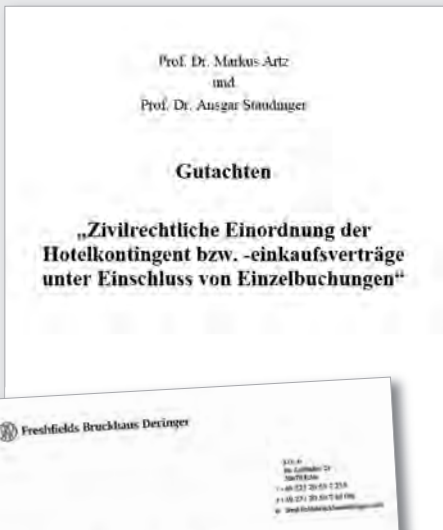 Prof. Dr. Markus Artz
und
Prof. Dr. Ansgar Staudinger
Gutachten
„Zivilrechtliche Einordnung der
Hotelkontingent bzw. -einkaufsverträge
unter Einschluss von Einzelbuchungen“
Freshfields Bruckhaus Deringer